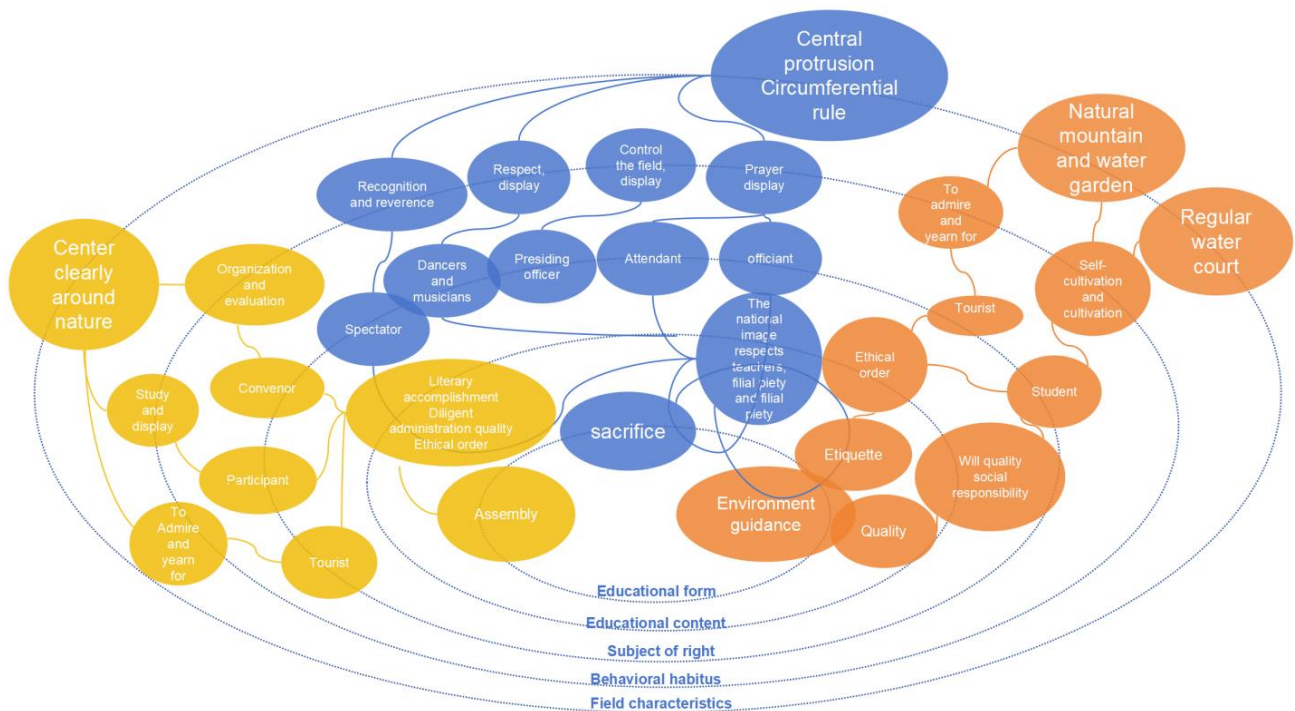 Central
protrusion
Circumferential
rule
Natural
mountain
and water
garden
Regular
water
court
Recognition
and reverence
Respect,
display
Control
the field,
display
Prayer
display
To
admire
and
yearn for
Center
clearly
around
nature
Organization
and
evaluation
Dancers
and
musicians
Presiding
officer
Attendant
officiant
Self-
cultivation
and
cultivation
Spectator
The
national
image
respects
teachers,
filial piety
and filial
piety
Tourist
Ethical
order
Student
Convenor
Study
and
display
Literary
accomplishment
Diligent
administration quality
Ethical order
sacrifice
Etiquette
Will quality
social
responsibility
Participant
Assembly
Environment
guidance
Quality
To
Admire
and
yearn
for
Tourist
Educational form
Educational content
Subject of right
Behavioral habitus
Field characteristics